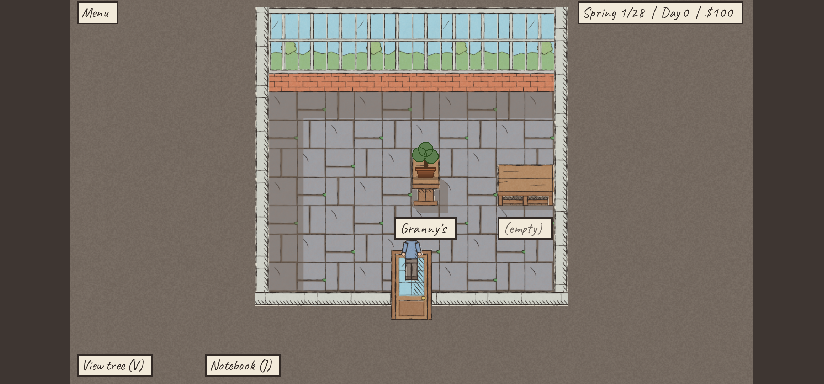 Menu
Spring 1/28 | Day 0 | $100
Granny's
(empty)
View tree (V)
Notebook (J)